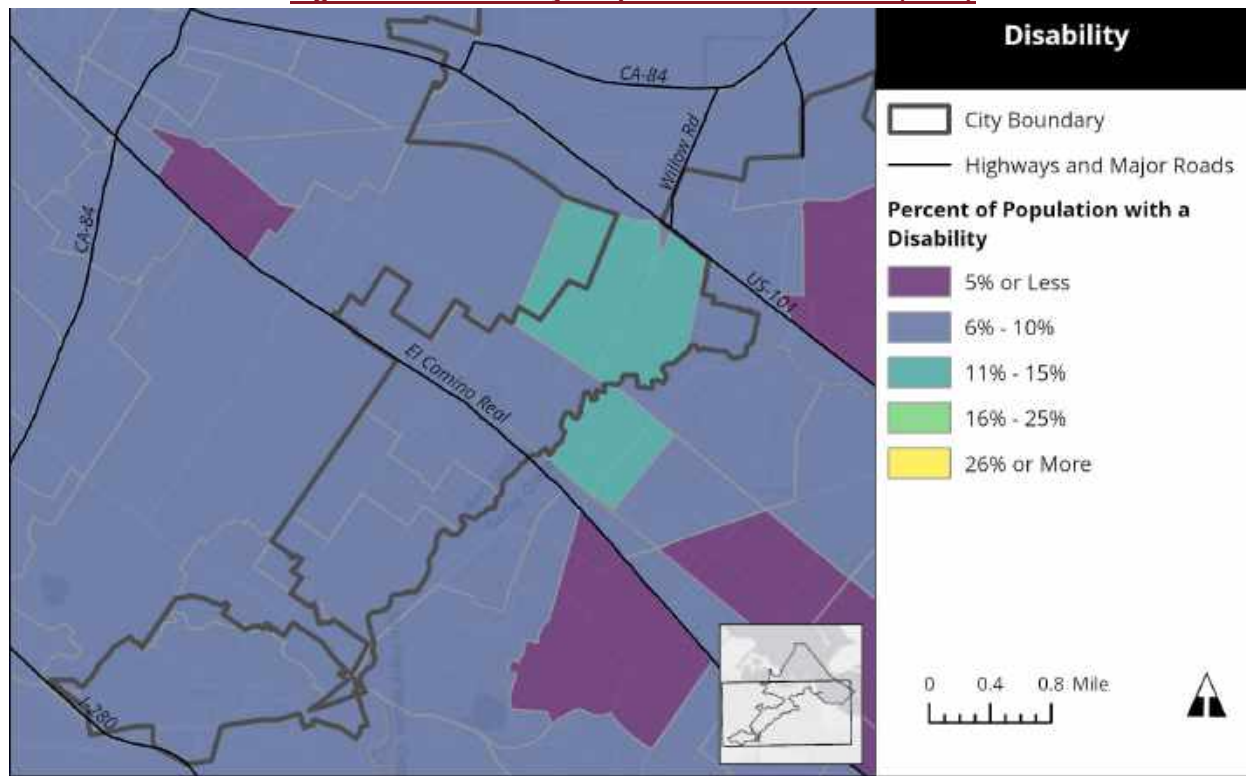 Disability
City Boundary
Highways and Major Roads
Percent of Population with a
Disability
5% or Less
6% - 10%
11% - 15%
16% - 25%
26% or More
0 0.4 0.8 Mile
CA-84
Willow Rd
CA-84
US-101
El Camino Real
I-280